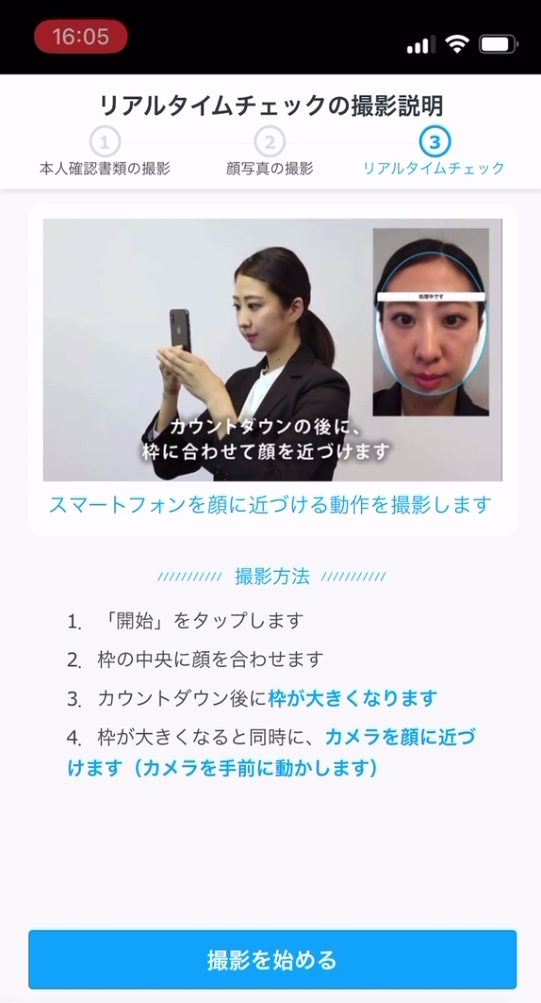 16:05
リアルタイムチェックの撮影説明
1
2
3
本人確認書類の撮影
顔写真の撮影
リアルタイムチェック
処理中です
カウントダウンの後に、
枠に合わせて顔を近づけます
スマートフォンを顔に近づける動作を撮影します
/////////// 撮影方法 ///////////
1. 「開始」をタップします
2. 枠の中央に顔を合わせます
3. カウントダウン後に枠が大きくなります
4. 枠が大きくなると同時に、カメラを顔に近づ
けます（カメラを手前に動かします）
撮影を始める